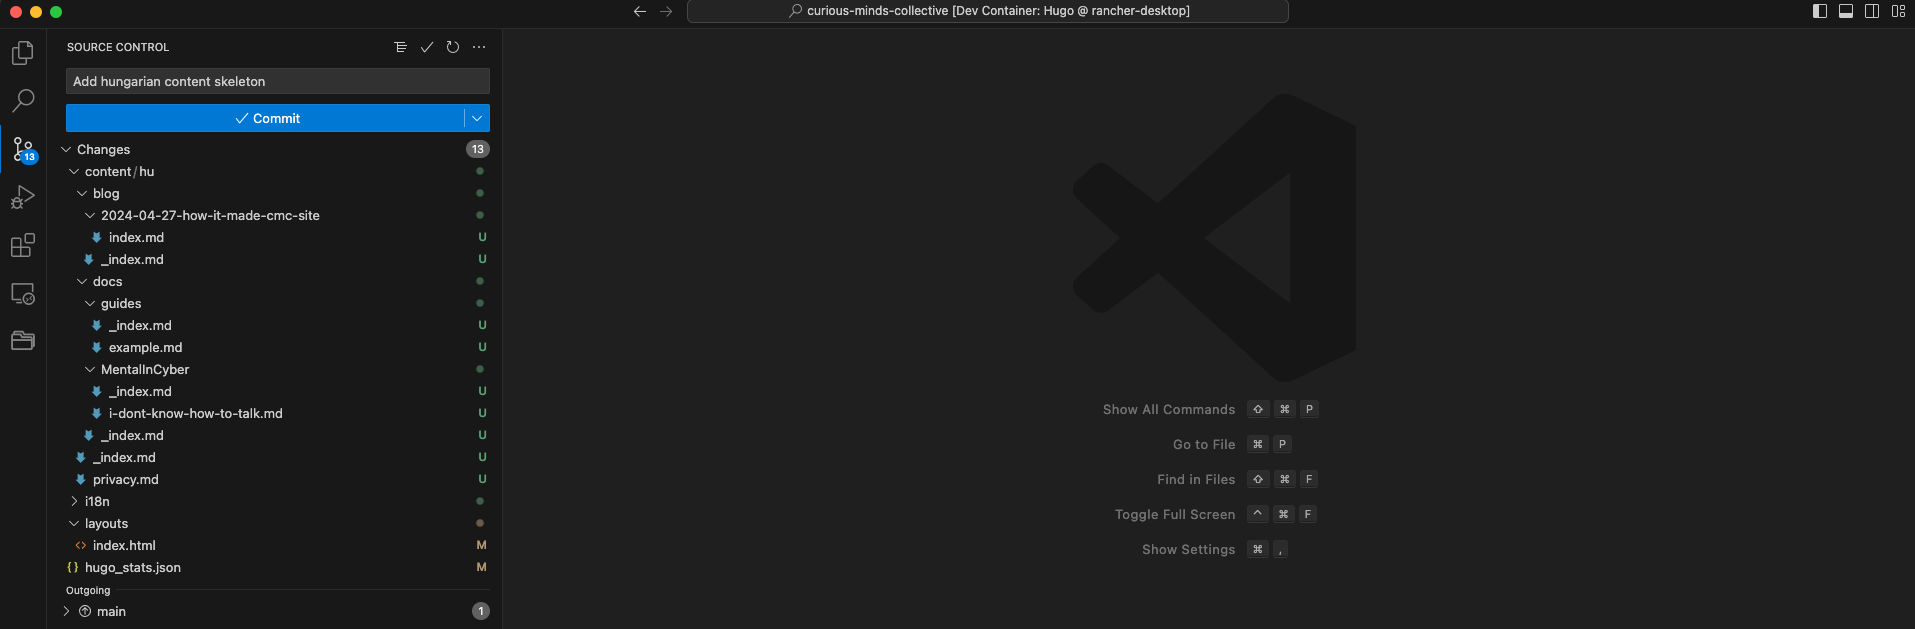 curious-minds-collective [Dev Container: Hugo @ rancher-desktop]
SOURCE CONTROL
Add hungarian content skeleton
Commit
Changes 13
content/hu
blog
2024-04-27-how-it-made-cmc-site
index.md U
_index.md U
docs
guides
_index.md U
example.md U
MentalInCyber
_index.md U
i-dont-know-how-to-talk.md U
_index.md U
_index.md U
privacy.md U
i18n
layouts
index.html M
hugo_stats.json M
Outgoing
main 1
13
Show All Commands ⇧ ⌘ P
Go to File ⌘ P
Find in Files ⇧ ⌘ F
Toggle Full Screen ^ ⌘ F
Show Settings ⌘ ,